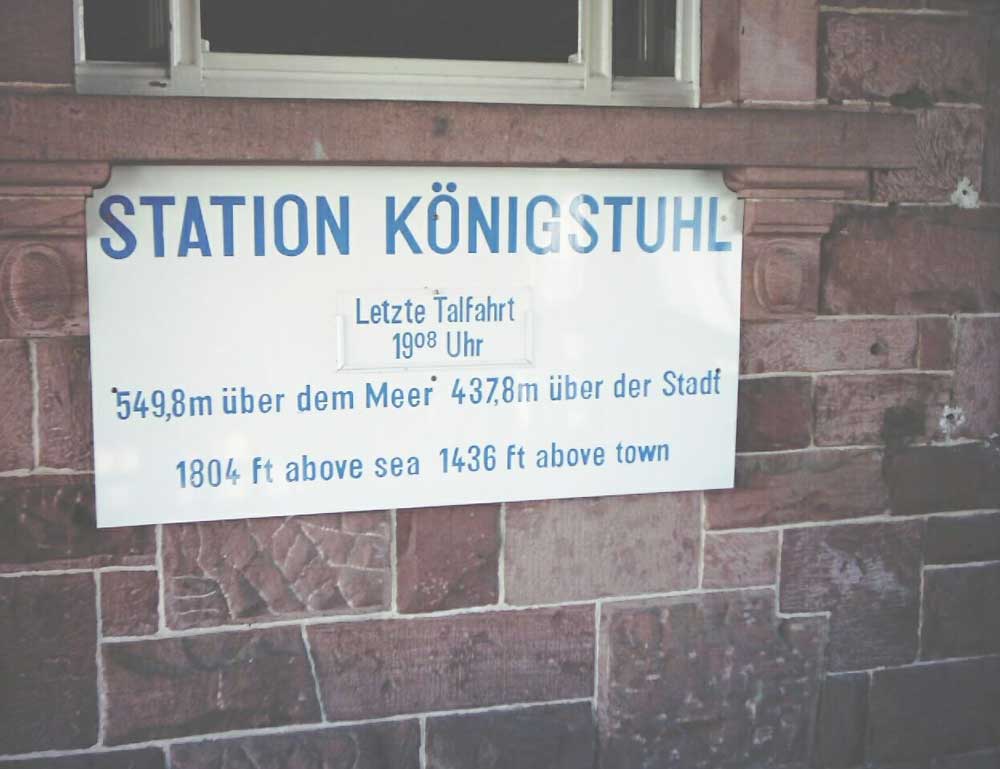 STATION KÖNIGSTUHL
Letzte Talfahrt
19⁰⁸ Uhr
549,8m über dem Meer 437,8m über der Stadt
1804 ft above sea 1436 ft above town